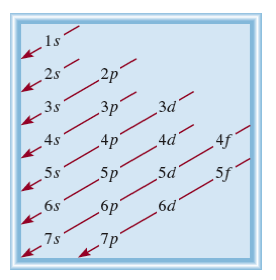 1s
2s 2p
3s 3p 3d
4s 4p 4d 4f
5s 5p 5d 5f
6s 6p 6d
7s 7p